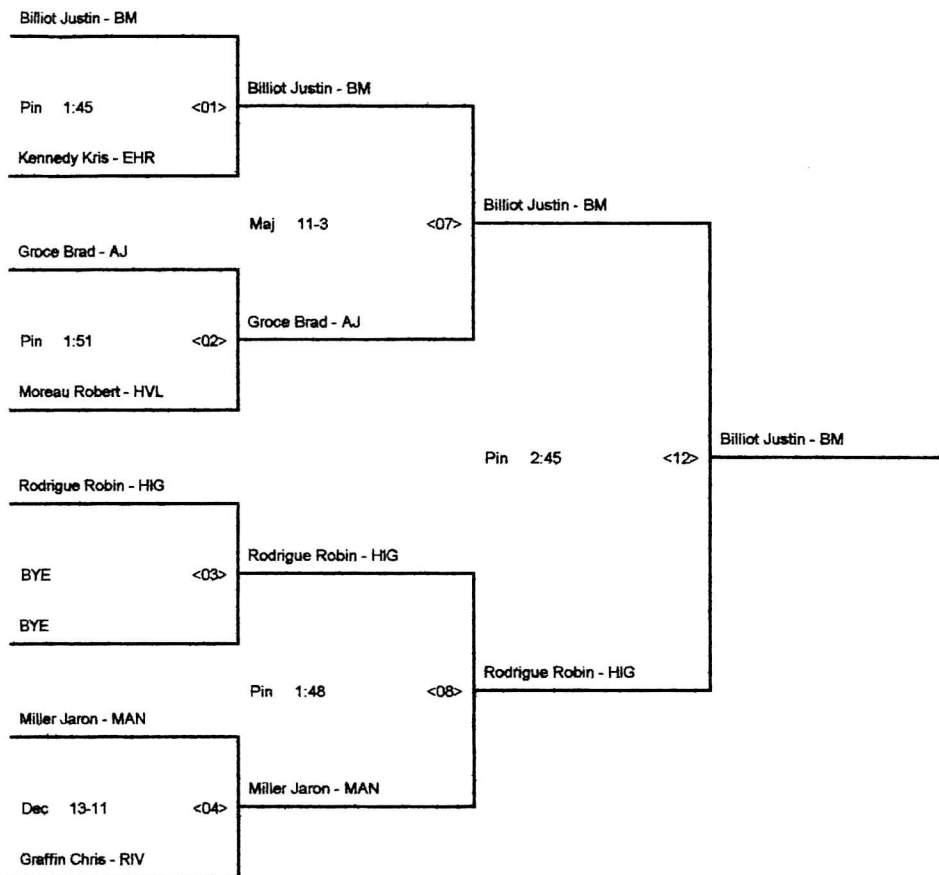 Billiot Justin - BM
Pin 1:45 <01>
Kennedy Kris - EHR
Billiot Justin - BM
Groce Brad - AJ
Pin 1:51 <02>
Moreau Robert - HVL
Groce Brad - AJ
Maj 11-3 <07>
Billiot Justin - BM
Rodrigue Robin - HIG
BYE <03>
BYE
Rodrigue Robin - HIG
Miller Jaron - MAN
Dec 13-11 <04>
Graffin Chris - RIV
Miller Jaron - MAN
Pin 1:48 <08>
Rodrigue Robin - HIG
Pin 2:45 <12>
Billiot Justin - BM